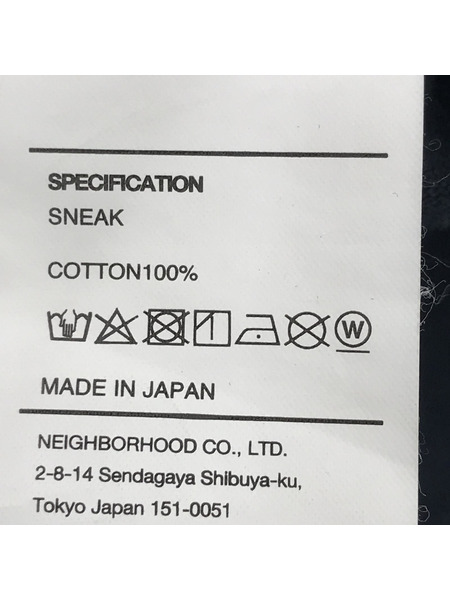 SPECIFICATION
SNEAK
COTTON100%
W
MADE IN JAPAN
NEIGHBORHOOD CO., LTD.
2-8-14 Sendagaya Shibuya-ku,
Tokyo Japan 151-0051